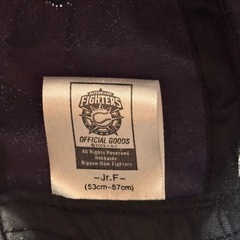 FIGHTERS
OFFICIAL GOODS
All Rights Reserved
Hokkaido
Nippon-Ham Fighters
-Jr.F-
(53cm-57cm)